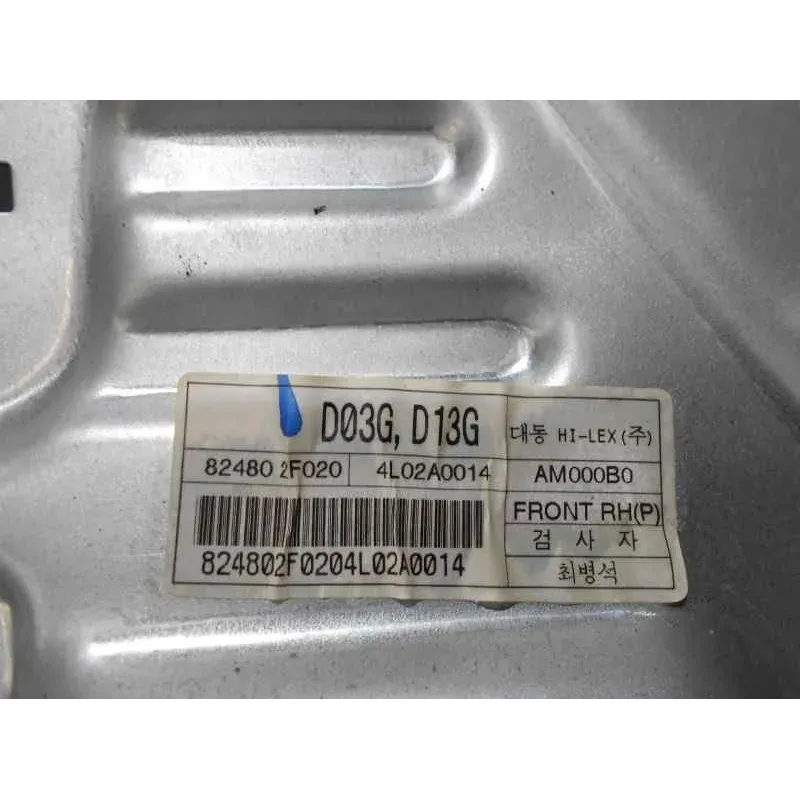 D03G, D13G
대동 HI-LEX (주)
82480 2F020 4L02A0014
AM000B0
FRONT RH(P)
검 사 자
824802F0204L02A0014
최병석